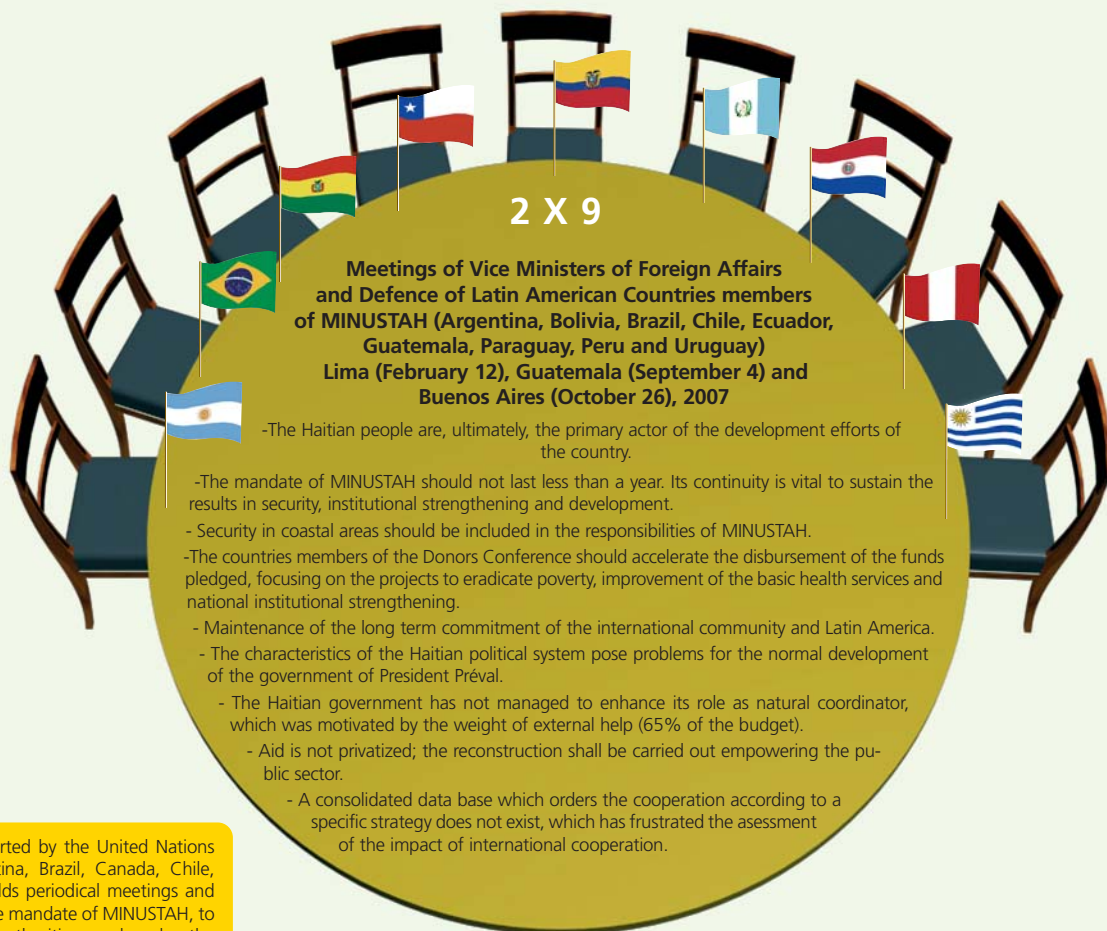 2 X 9
Meetings of Vice Ministers of Foreign Affairs
and Defence of Latin American Countries members
of MINUSTAH (Argentina, Bolivia, Brazil, Chile, Ecuador,
Guatemala, Paraguay, Peru and Uruguay)
Lima (February 12), Guatemala (September 4) and
Buenos Aires (October 26), 2007
-The Haitian people are, ultimately, the primary actor of the development efforts of
the country.
-The mandate of MINUSTAH should not last less than a year. Its continuity is vital to sustain the
results in security, institutional strengthening and development.
- Security in coastal areas should be included in the responsibilities of MINUSTAH.
-The countries members of the Donors Conference should accelerate the disbursement of the funds
pledged, focusing on the projects to eradicate poverty, improvement of the basic health services and
national institutional strengthening.
- Maintenance of the long term commitment of the international community and Latin America.
- The characteristics of the Haitian political system pose problems for the normal development
of the government of President Préval.
- The Haitian government has not managed to enhance its role as natural coordinator,
which was motivated by the weight of external help (65% of the budget).
- Aid is not privatized; the reconstruction shall be carried out empowering the pu-
blic sector.
- A consolidated data base which orders the cooperation according to a
specific strategy does not exist, which has frustrated the asessment
of the impact of international cooperation.
rted by the United Nations
ina, Brazil, Canada, Chile,
lds periodical meetings and
e mandate of MINUSTAH, to